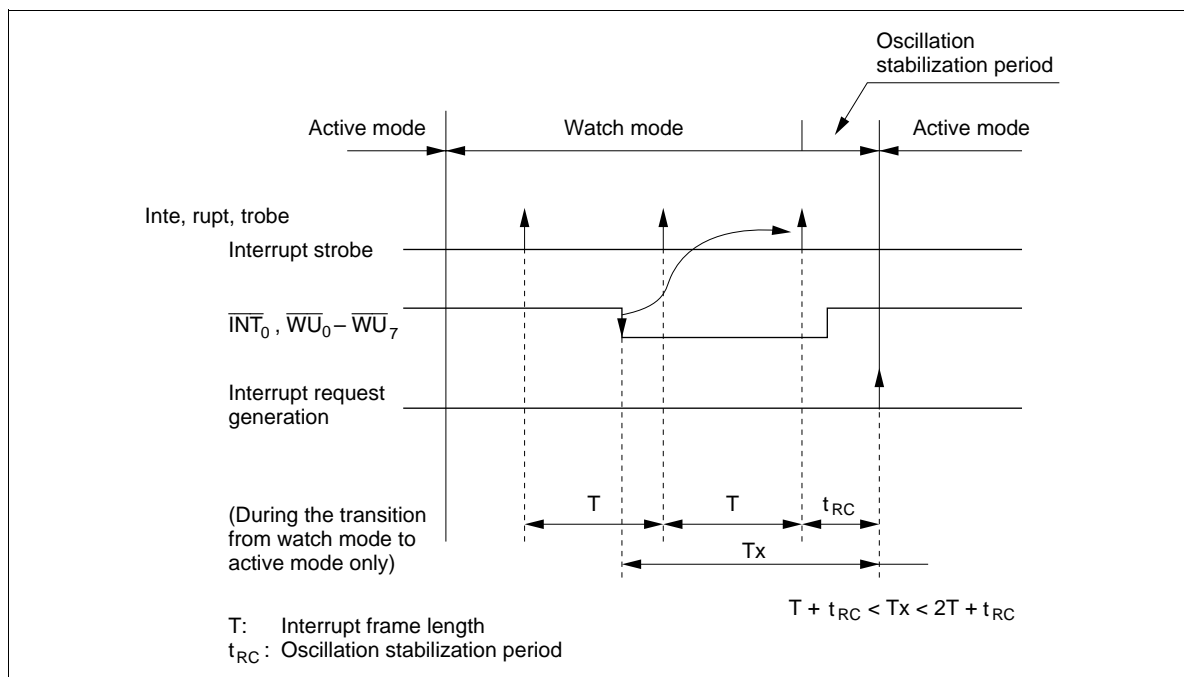 Oscillation
stabilization period
Active mode Watch mode Active mode
Inte, rupt, trobe
Interrupt strobe
INT0 , WU0 – WU7
Interrupt request
generation
T T tRC
(During the transition
from watch mode to
active mode only)
Tx
T + tRC < Tx < 2T + tRC
T: Interrupt frame length
tRC : Oscillation stabilization period